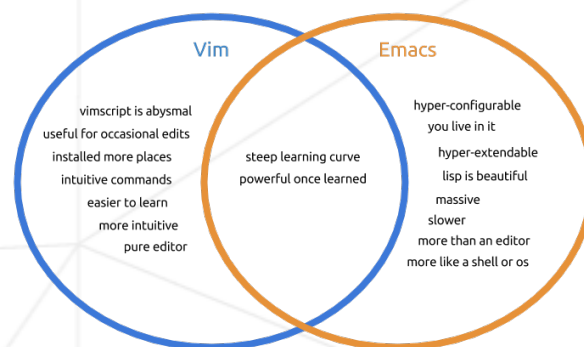 Vim
Emacs
vimscript is abysmal
useful for occasional edits
installed more places
intuitive commands
easier to learn
more intuitive
pure editor
steep learning curve
powerful once learned
hyper-configurable
you live in it
hyper-extendable
lisp is beautiful
massive
slower
more than an editor
more like a shell or os